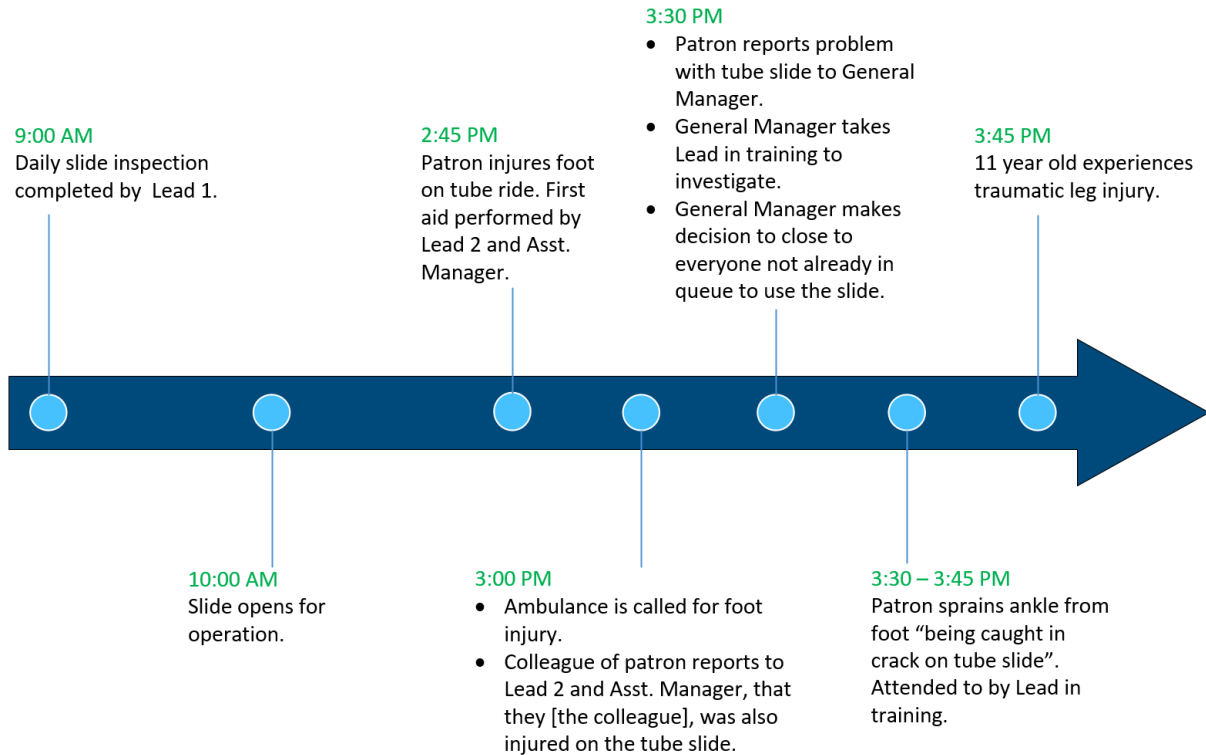 9:00 AM
Daily slide inspection
completed by  Lead 1.
10:00 AM
Slide opens for
operation.
2:45 PM
Patron injures foot
on tube ride. First
aid performed by
Lead 2 and Asst.
Manager.
3:00 PM
• Ambulance is called for foot
injury.
• Colleague of patron reports to
Lead 2 and Asst. Manager, that
they [the colleague], was also
injured on the tube slide.
3:30 PM
• Patron reports problem
with tube slide to General
Manager.
• General Manager takes
Lead in training to
investigate.
• General Manager makes
decision to close to
everyone not already in
queue to use the slide.
3:30 – 3:45 PM
Patron sprains ankle from
foot “being caught in
crack on tube slide”.
Attended to by Lead in
training.
3:45 PM
11 year old experiences
traumatic leg injury.